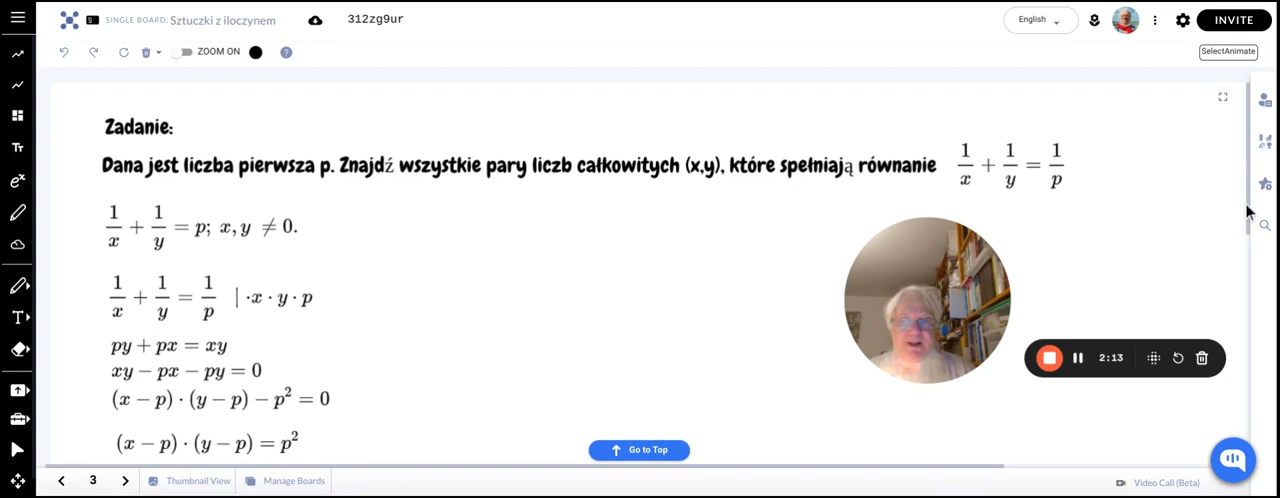 SINGLE BOARD: Sztuczki z iloczynem 312zg9ur English INVITE
ZOOM ON ? SelectAnimate
Zadanie:
Dana jest liczba pierwsza p. Znajdź wszystkie pary liczb całkowitych (x,y), które spełniają równanie 1/x + 1/y = 1/p
1/x + 1/y = p; x, y ≠ 0.
1/x + 1/y = 1/p | ·x · y · p
py + px = xy
xy − px − py = 0
(x − p) · (y − p) − p² = 0
(x − p) · (y − p) = p²
2:13
Go to Top
3 Thumbnail View Manage Boards Video Call (Beta)